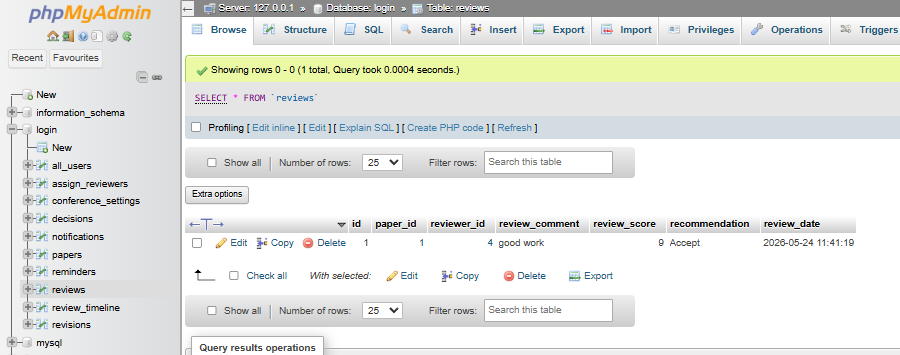 phpMyAdmin
Recent Favourites
New
information_schema
login
New
all_users
assign_reviewers
conference_settings
decisions
notifications
papers
reminders
reviews
review_timeline
revisions
mysql
Server: 127.0.0.1 » Database: login » Table: reviews
Browse Structure SQL Search Insert Export Import Privileges Operations Triggers
Showing rows 0 - 0 (1 total, Query took 0.0004 seconds.)
SELECT * FROM `reviews`
Profiling [ Edit inline ] [ Edit ] [ Explain SQL ] [ Create PHP code ] [ Refresh ]
Show all Number of rows: 25 Filter rows: Search this table
Extra options
←T→ id paper_id reviewer_id review_comment review_score recommendation review_date
Edit Copy Delete 1 1 4 good work 9 Accept 2026-05-24 11:41:19
Check all With selected: Edit Copy Delete Export
Show all Number of rows: 25 Filter rows: Search this table
Query results operations